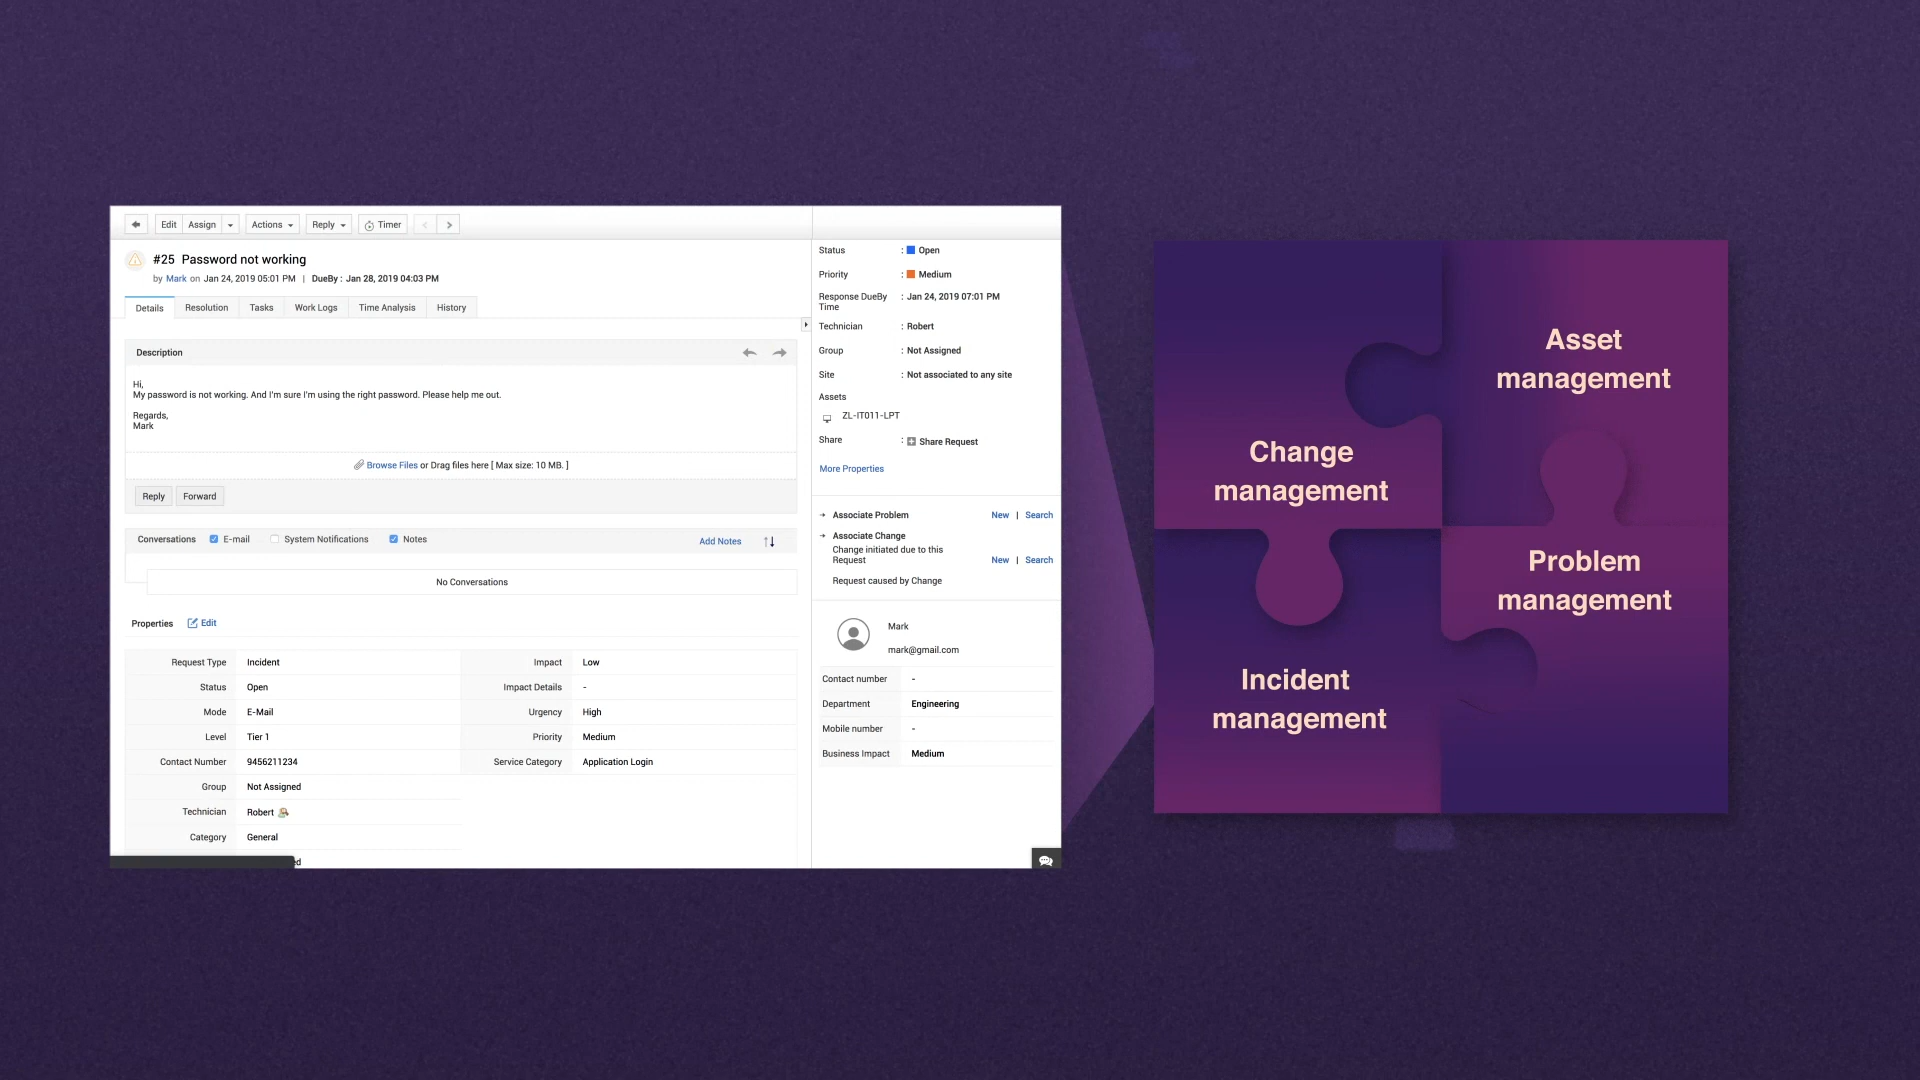 Edit Assign Actions Reply Timer
#25 Password not working
by Mark on Jan 24, 2019 05:01 PM | DueBy : Jan 28, 2019 04:03 PM
Details Resolution Tasks Work Logs Time Analysis History
Description
Hi,
My password is not working. And I'm sure I'm using the right password. Please help me out.
Regards,
Mark
Browse Files or Drag files here [ Max size: 10 MB. ]
Reply Forward
Conversations E-mail System Notifications Notes Add Notes
No Conversations
Properties Edit
Request Type Incident Impact Low
Status Open Impact Details -
Mode E-Mail Urgency High
Level Tier 1 Priority Medium
Contact Number 9456211234 Service Category Application Login
Group Not Assigned
Technician Robert
Category General
Status : Open
Priority : Medium
Response DueBy : Jan 24, 2019 07:01 PM
Time
Technician : Robert
Group : Not Assigned
Site : Not associated to any site
Assets
ZL-IT011-LPT
Share : Share Request
More Properties
Associate Problem New | Search
Associate Change
Change initiated due to this
Request New | Search
Request caused by Change
Mark
mark@gmail.com
Contact number -
Department Engineering
Mobile number -
Business Impact Medium
Asset
management
Change
management
Problem
management
Incident
management